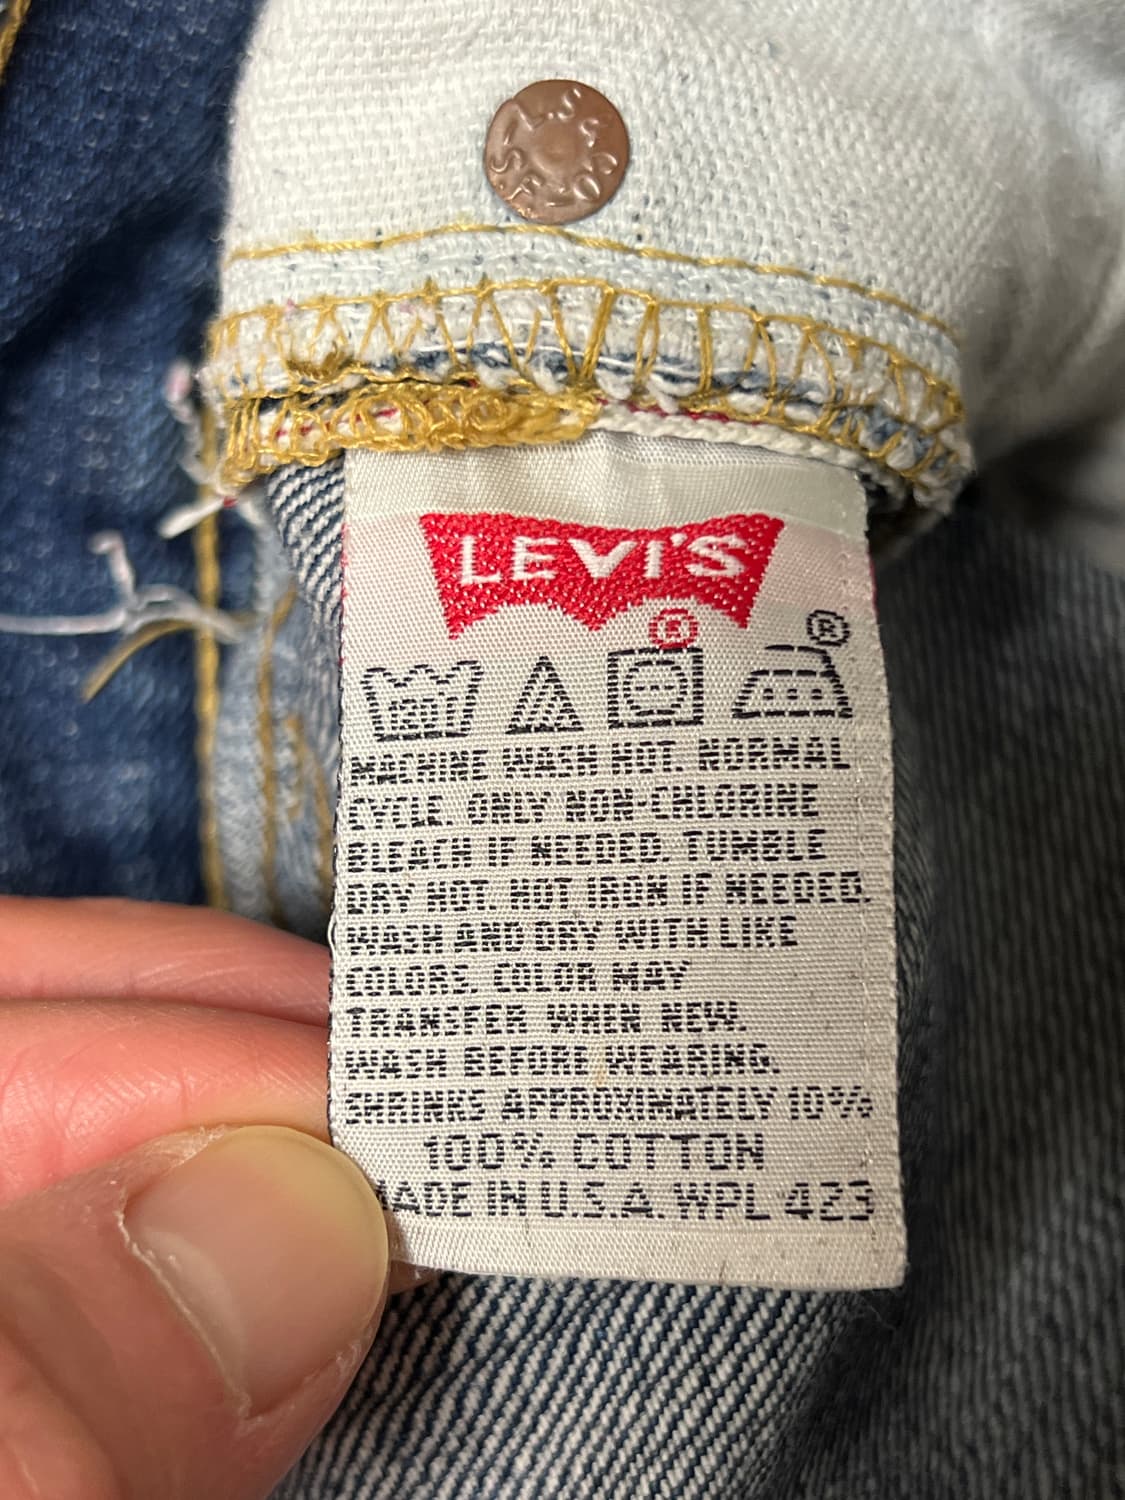 L.S.& CO. S.F.
LEVI'S
®
®
120F
MACHINE WASH HOT. NORMAL
CYCLE. ONLY NON-CHLORINE
BLEACH IF NEEDED. TUMBLE
DRY HOT. HOT IRON IF NEEDED.
WASH AND DRY WITH LIKE
COLORS. COLOR MAY
TRANSFER WHEN NEW.
WASH BEFORE WEARING.
SHRINKS APPROXIMATELY 10%
100% COTTON
MADE IN U.S.A. WPL 423